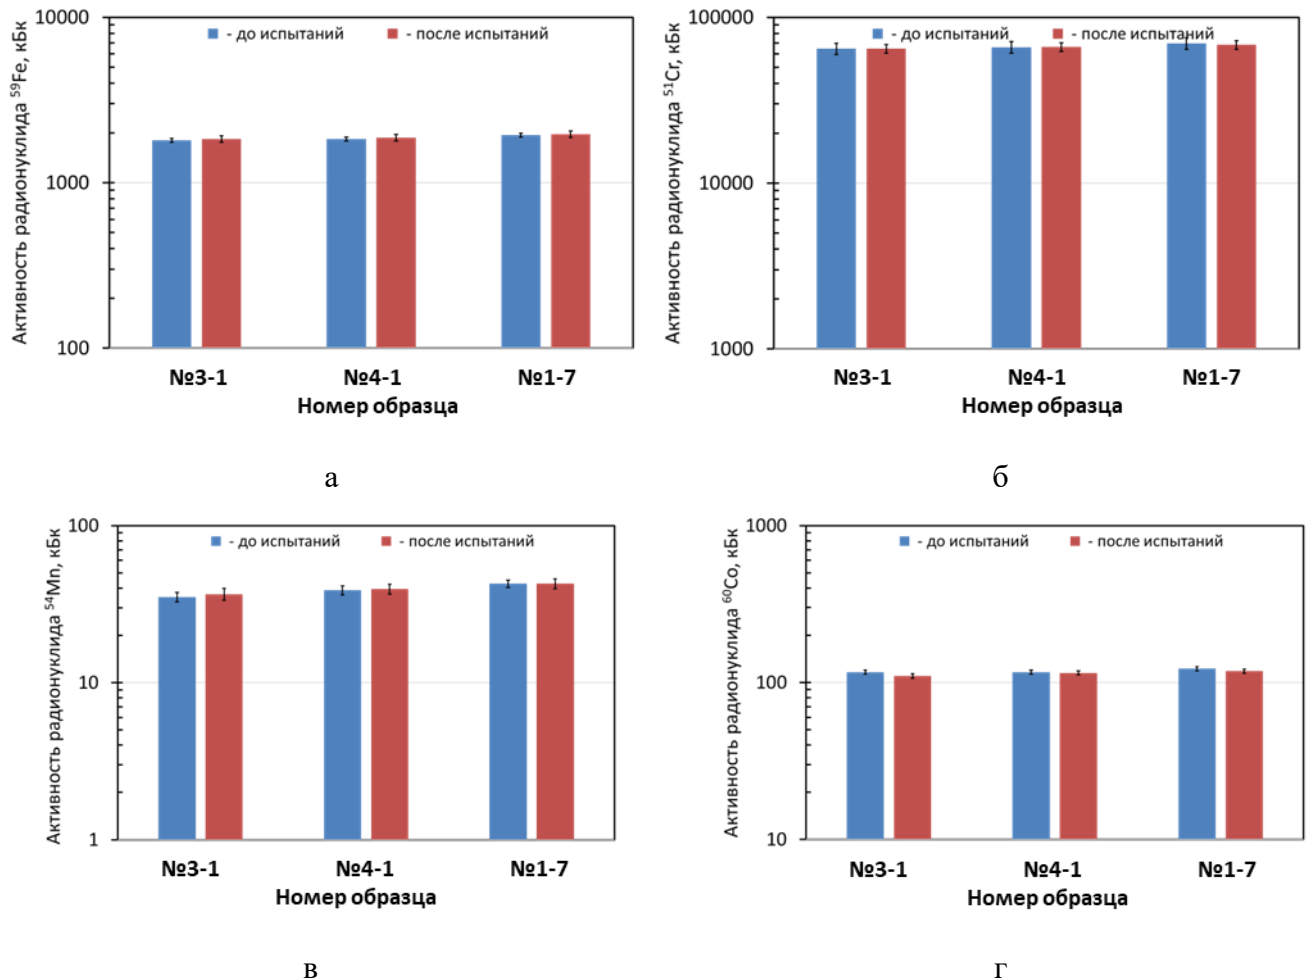 Активность радионуклида ⁵⁹Fe, кБк
- до испытаний - после испытаний
10000
1000
100
№3-1 №4-1 №1-7
Номер образца
а
Активность радионуклида ⁵¹Cr, кБк
- до испытаний - после испытаний
100000
10000
1000
№3-1 №4-1 №1-7
Номер образца
б
Активность радионуклида ⁵⁴Mn, кБк
- до испытаний - после испытаний
100
10
1
№3-1 №4-1 №1-7
Номер образца
в
Активность радионуклида ⁶⁰Co, кБк
- до испытаний - после испытаний
1000
100
10
№3-1 №4-1 №1-7
Номер образца
г